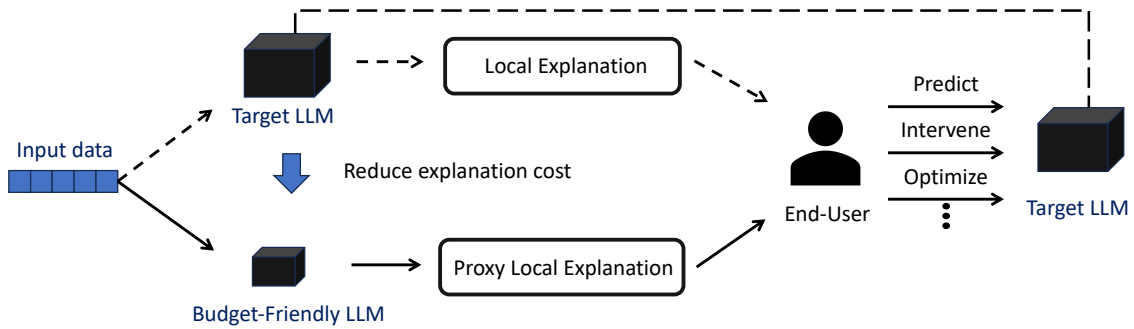 Local Explanation
Target LLM
Input data
Reduce explanation cost
Budget-Friendly LLM
Proxy Local Explanation
End-User
Predict
Intervene
Optimize
Target LLM